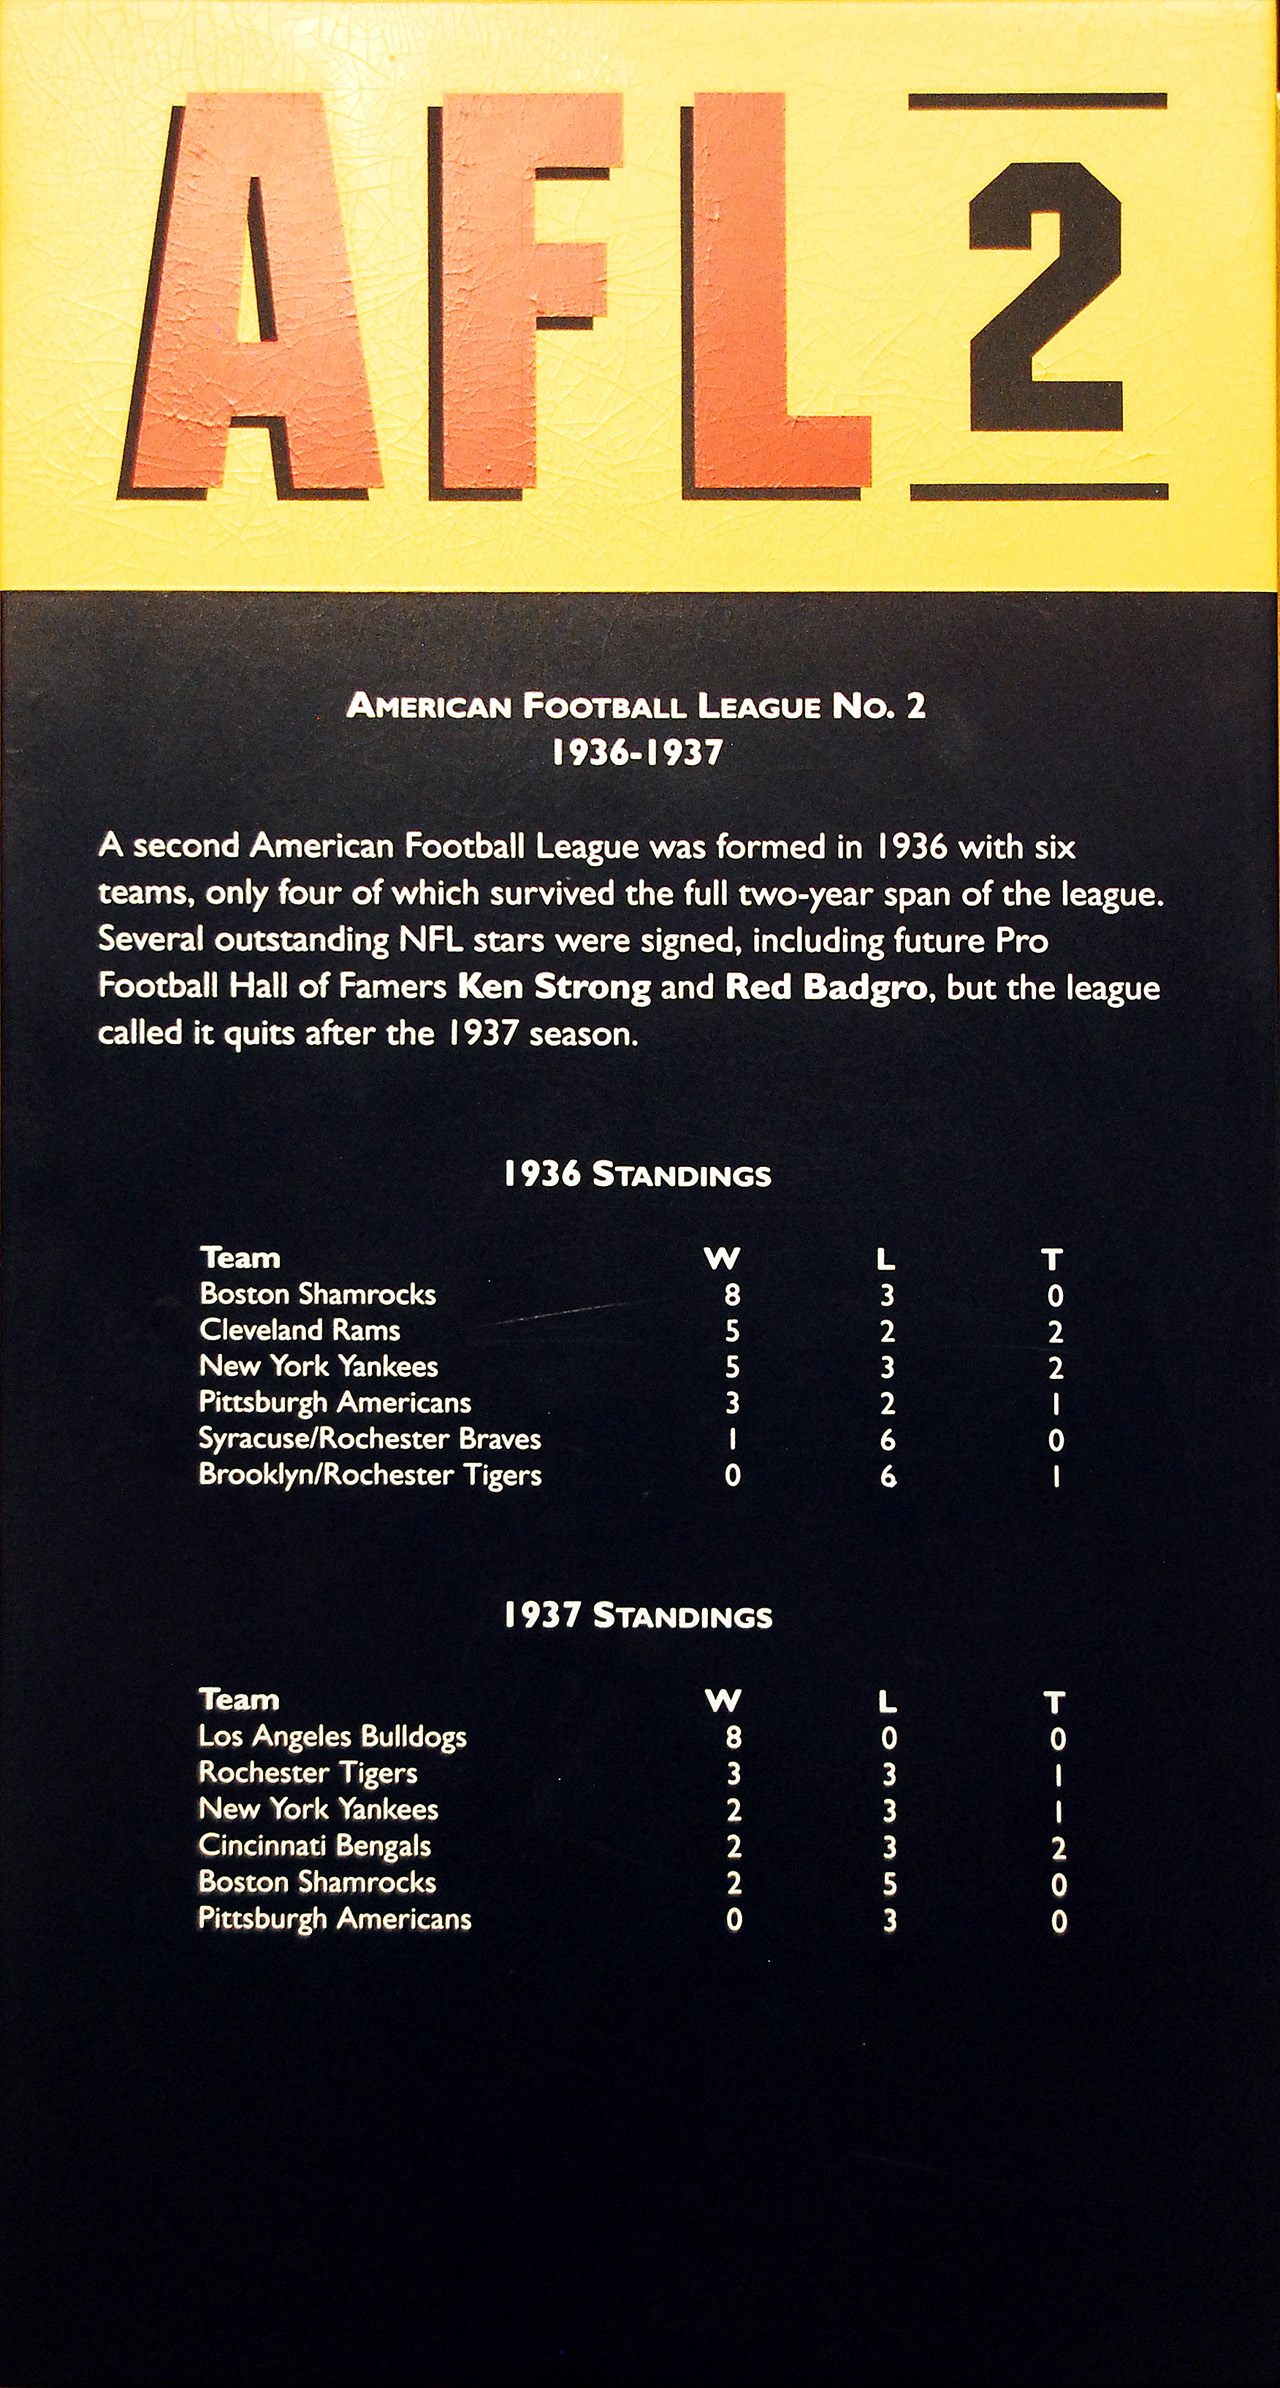 AFL 2
AMERICAN FOOTBALL LEAGUE NO. 2
1936-1937
A second American Football League was formed in 1936 with six
teams, only four of which survived the full two-year span of the league.
Several outstanding NFL stars were signed, including future Pro
Football Hall of Famers Ken Strong and Red Badgro, but the league
called it quits after the 1937 season.
1936 STANDINGS
Team W L T
Boston Shamrocks 8 3 0
Cleveland Rams 5 2 2
New York Yankees 5 3 2
Pittsburgh Americans 3 2 1
Syracuse/Rochester Braves 1 6 0
Brooklyn/Rochester Tigers 0 6 1
1937 STANDINGS
Team W L T
Los Angeles Bulldogs 8 0 0
Rochester Tigers 3 3 1
New York Yankees 2 3 1
Cincinnati Bengals 2 3 2
Boston Shamrocks 2 5 0
Pittsburgh Americans 0 3 0